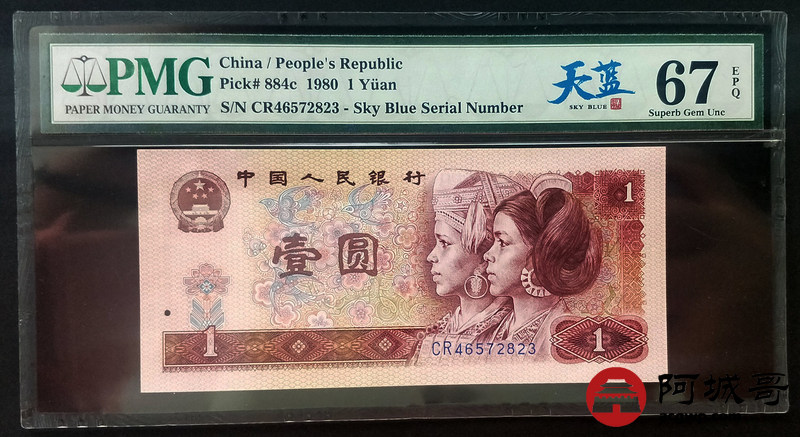 PMG
PAPER MONEY GUARANTY
China / People's Republic
Pick# 884c 1980 1 Yüan
S/N CR46572823 - Sky Blue Serial Number
天蓝
SKY BLUE
67
EPQ
Superb Gem Unc
中国人民银行
1
壹圆
1
CR46572823
1
阿城哥